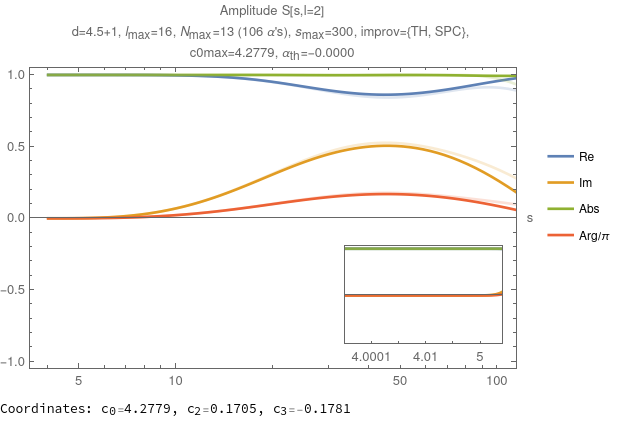 Amplitude S[s,l=2]
d=4.5+1, lmax=16, Nmax=13 (106 α's), smax=300, improv={TH, SPC},
c0max=4.2779, αth=-0.0000
1.0
0.5
0.0
-0.5
-1.0
s
Re
Im
Abs
Arg/π
4.0001 4.01 5
5 10 50 100
Coordinates: c0=4.2779, c2=0.1705, c3=-0.1781